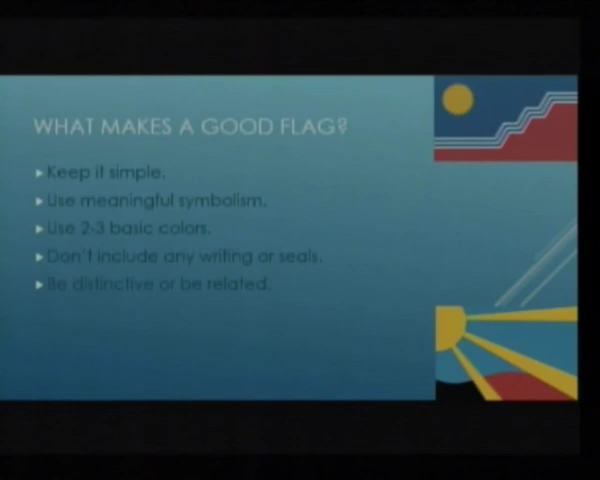 WHAT MAKES A GOOD FLAG?
Keep it simple.
Use meaningful symbolism.
Use 2-3 basic colors.
Don't include any writing or seals.
Be distinctive or be related.